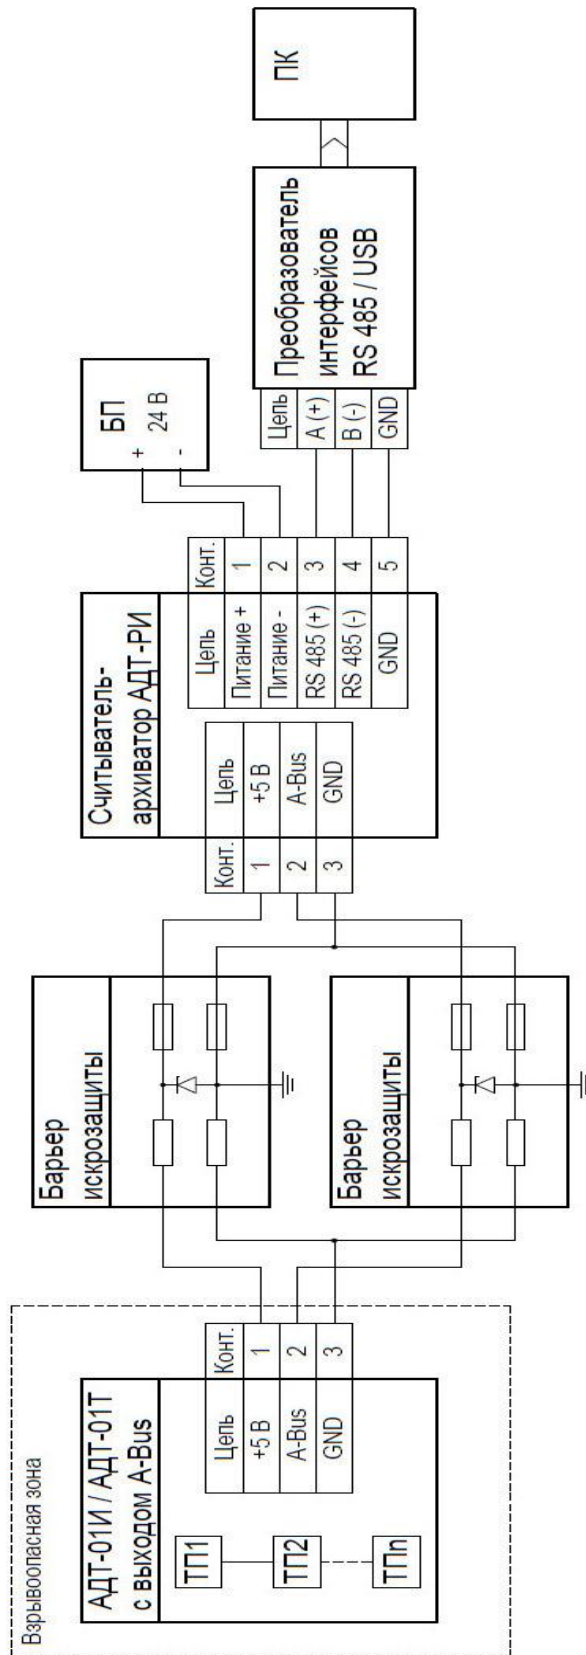 Взрывоопасная зона
АДТ-01И / АДТ-01Т
с выходом A-Bus
ТП1
ТП2
ТПn
Цепь Конт.
+5 В 1
A-Bus 2
GND 3
Барьер
искрозащиты
Барьер
искрозащиты
Считыватель-
архиватор АДТ-РИ
Конт. Цепь
1 +5 В
2 A-Bus
3 GND
Цепь Конт.
Питание + 1
Питание - 2
RS 485 (+) 3
RS 485 (-) 4
GND 5
БП
24 В
+
-
Цепь
A (+)
B (-)
GND
Преобразователь
интерфейсов
RS 485 / USB
ПК